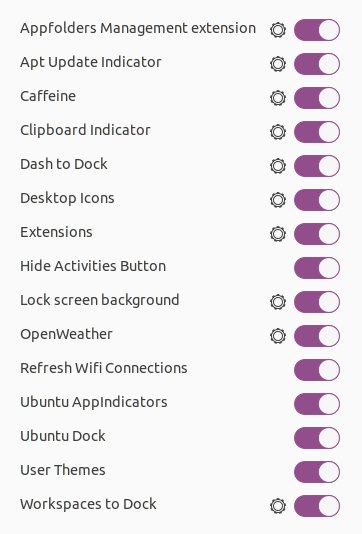 Appfolders Management extension
Apt Update Indicator
Caffeine
Clipboard Indicator
Dash to Dock
Desktop Icons
Extensions
Hide Activities Button
Lock screen background
OpenWeather
Refresh Wifi Connections
Ubuntu AppIndicators
Ubuntu Dock
User Themes
Workspaces to Dock